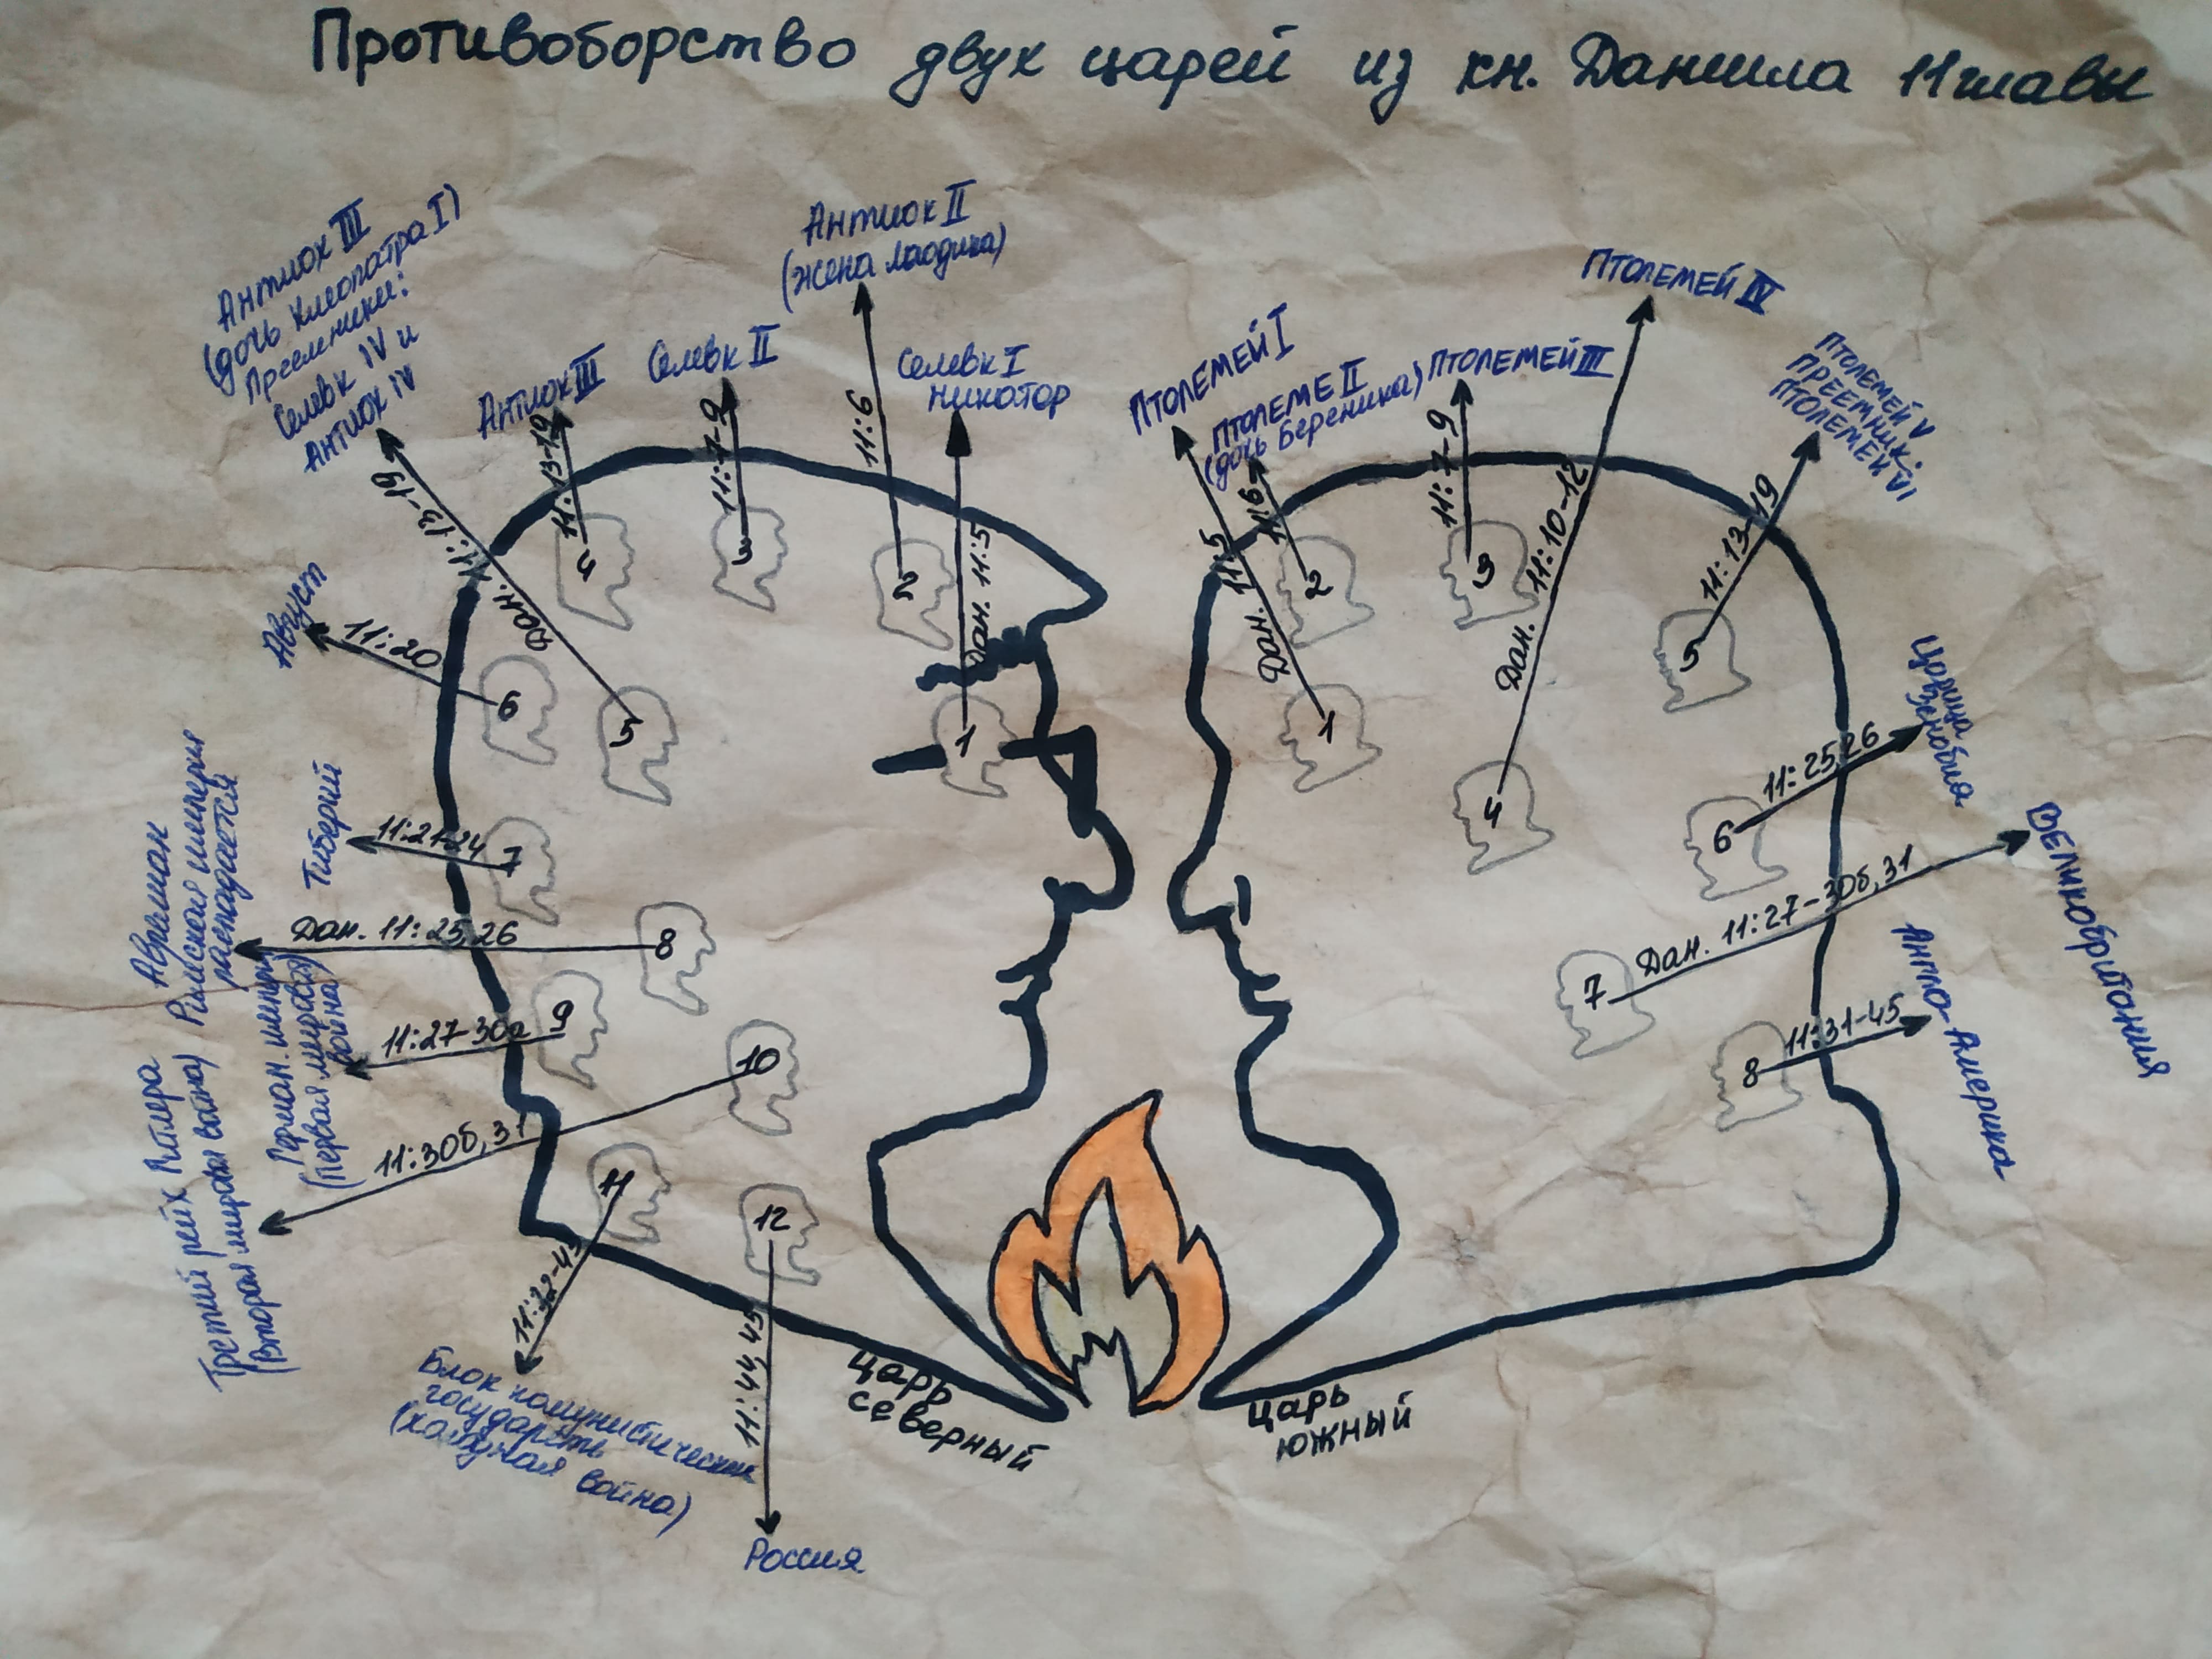 Противоборство двух царей из кн. Даниила 11 главы
Антиох III
(дочь Клеопатра I)
Преемники:
Селевк IV и
Антиох IV
Дан. 11:13-19
5
Антиох III
11:13-19
4
Селевк II
11:7-9
3
Антиох II
(жена Лаодика)
11:6
2
Селевк I
Никотор
Дан. 11:5
1
Август
11:20
6
Тиберий
11:21-24
7
Аврелиан
Римская империя
распадается
Дан. 11:25,26
8
Герман. империя
(Первая мировая
война)
11:27-30а
9
Третий рейх Гитлера
(Вторая мировая война)
11:30б,31
10
11
Блок комунистических
государств
(холодная война)
12
11:44,45
Россия
Царь
северный
Птолемей I
Дан. 11:5
1
Птолеме II
(дочь Береника)
11:6
2
Птолемей III
11:7-9
3
Птолемей IV
Дан. 11:10-12
4
Птолемей V
Преемник:
Птолемей VI
11:13-19
5
Царица
Зенобия
11:25,26
6
Великобритания
Дан. 11:27-30б,31
7
Англо-Америка
11:31-45
8
Царь
южный